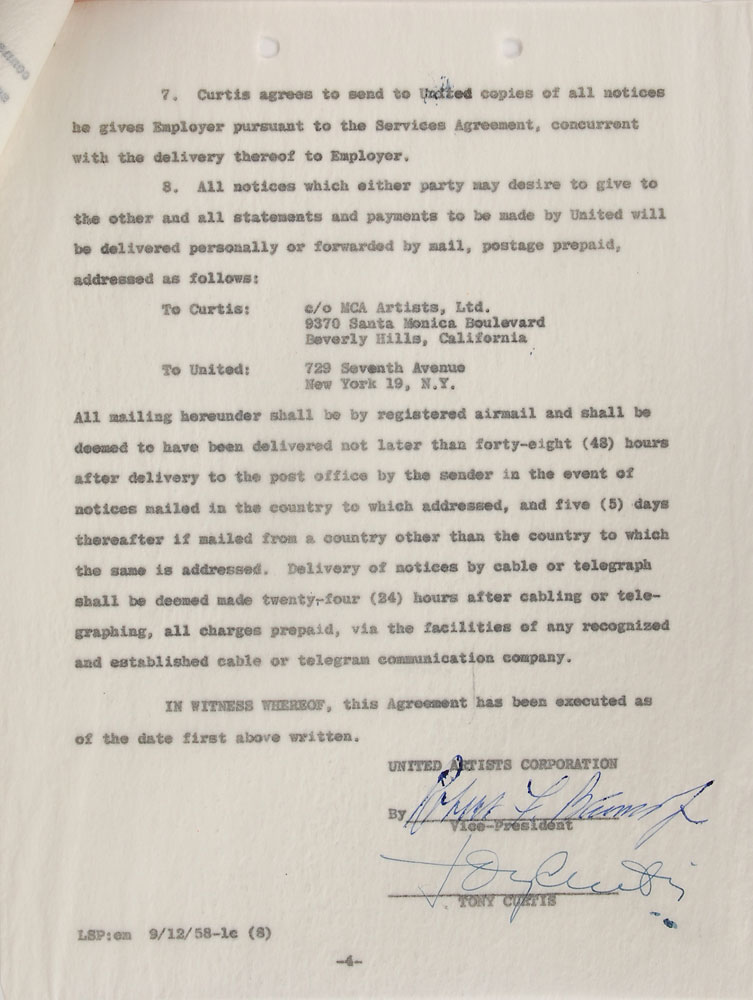 7. Curtis agrees to send to United copies of all notices
he gives Employer pursuant to the Services Agreement, concurrent
with the delivery thereof to Employer.
8. All notices which either party may desire to give to
the other and all statements and payments to be made by United will
be delivered personally or forwarded by mail, postage prepaid,
addressed as follows:
To Curtis: c/o MCA Artists, Ltd.
9370 Santa Monica Boulevard
Beverly Hills, California
To United: 729 Seventh Avenue
New York 19, N.Y.
All mailing hereunder shall be by registered airmail and shall be
deemed to have been delivered not later than forty-eight (48) hours
after delivery to the post office by the sender in the event of
notices mailed in the country to which addressed, and five (5) days
thereafter if mailed from a country other than the country to which
the same is addressed. Delivery of notices by cable or telegraph
shall be deemed made twenty-four (24) hours after cabling or tele-
graphing, all charges prepaid, via the facilities of any recognized
and established cable or telegram communication company.
IN WITNESS WHEREOF, this Agreement has been executed as
of the date first above written.
UNITED ARTISTS CORPORATION
By Robert F.
Vice-President
Tony Curtis
TONY CURTIS
LSP:em 9/12/58-1c (8)
-4-